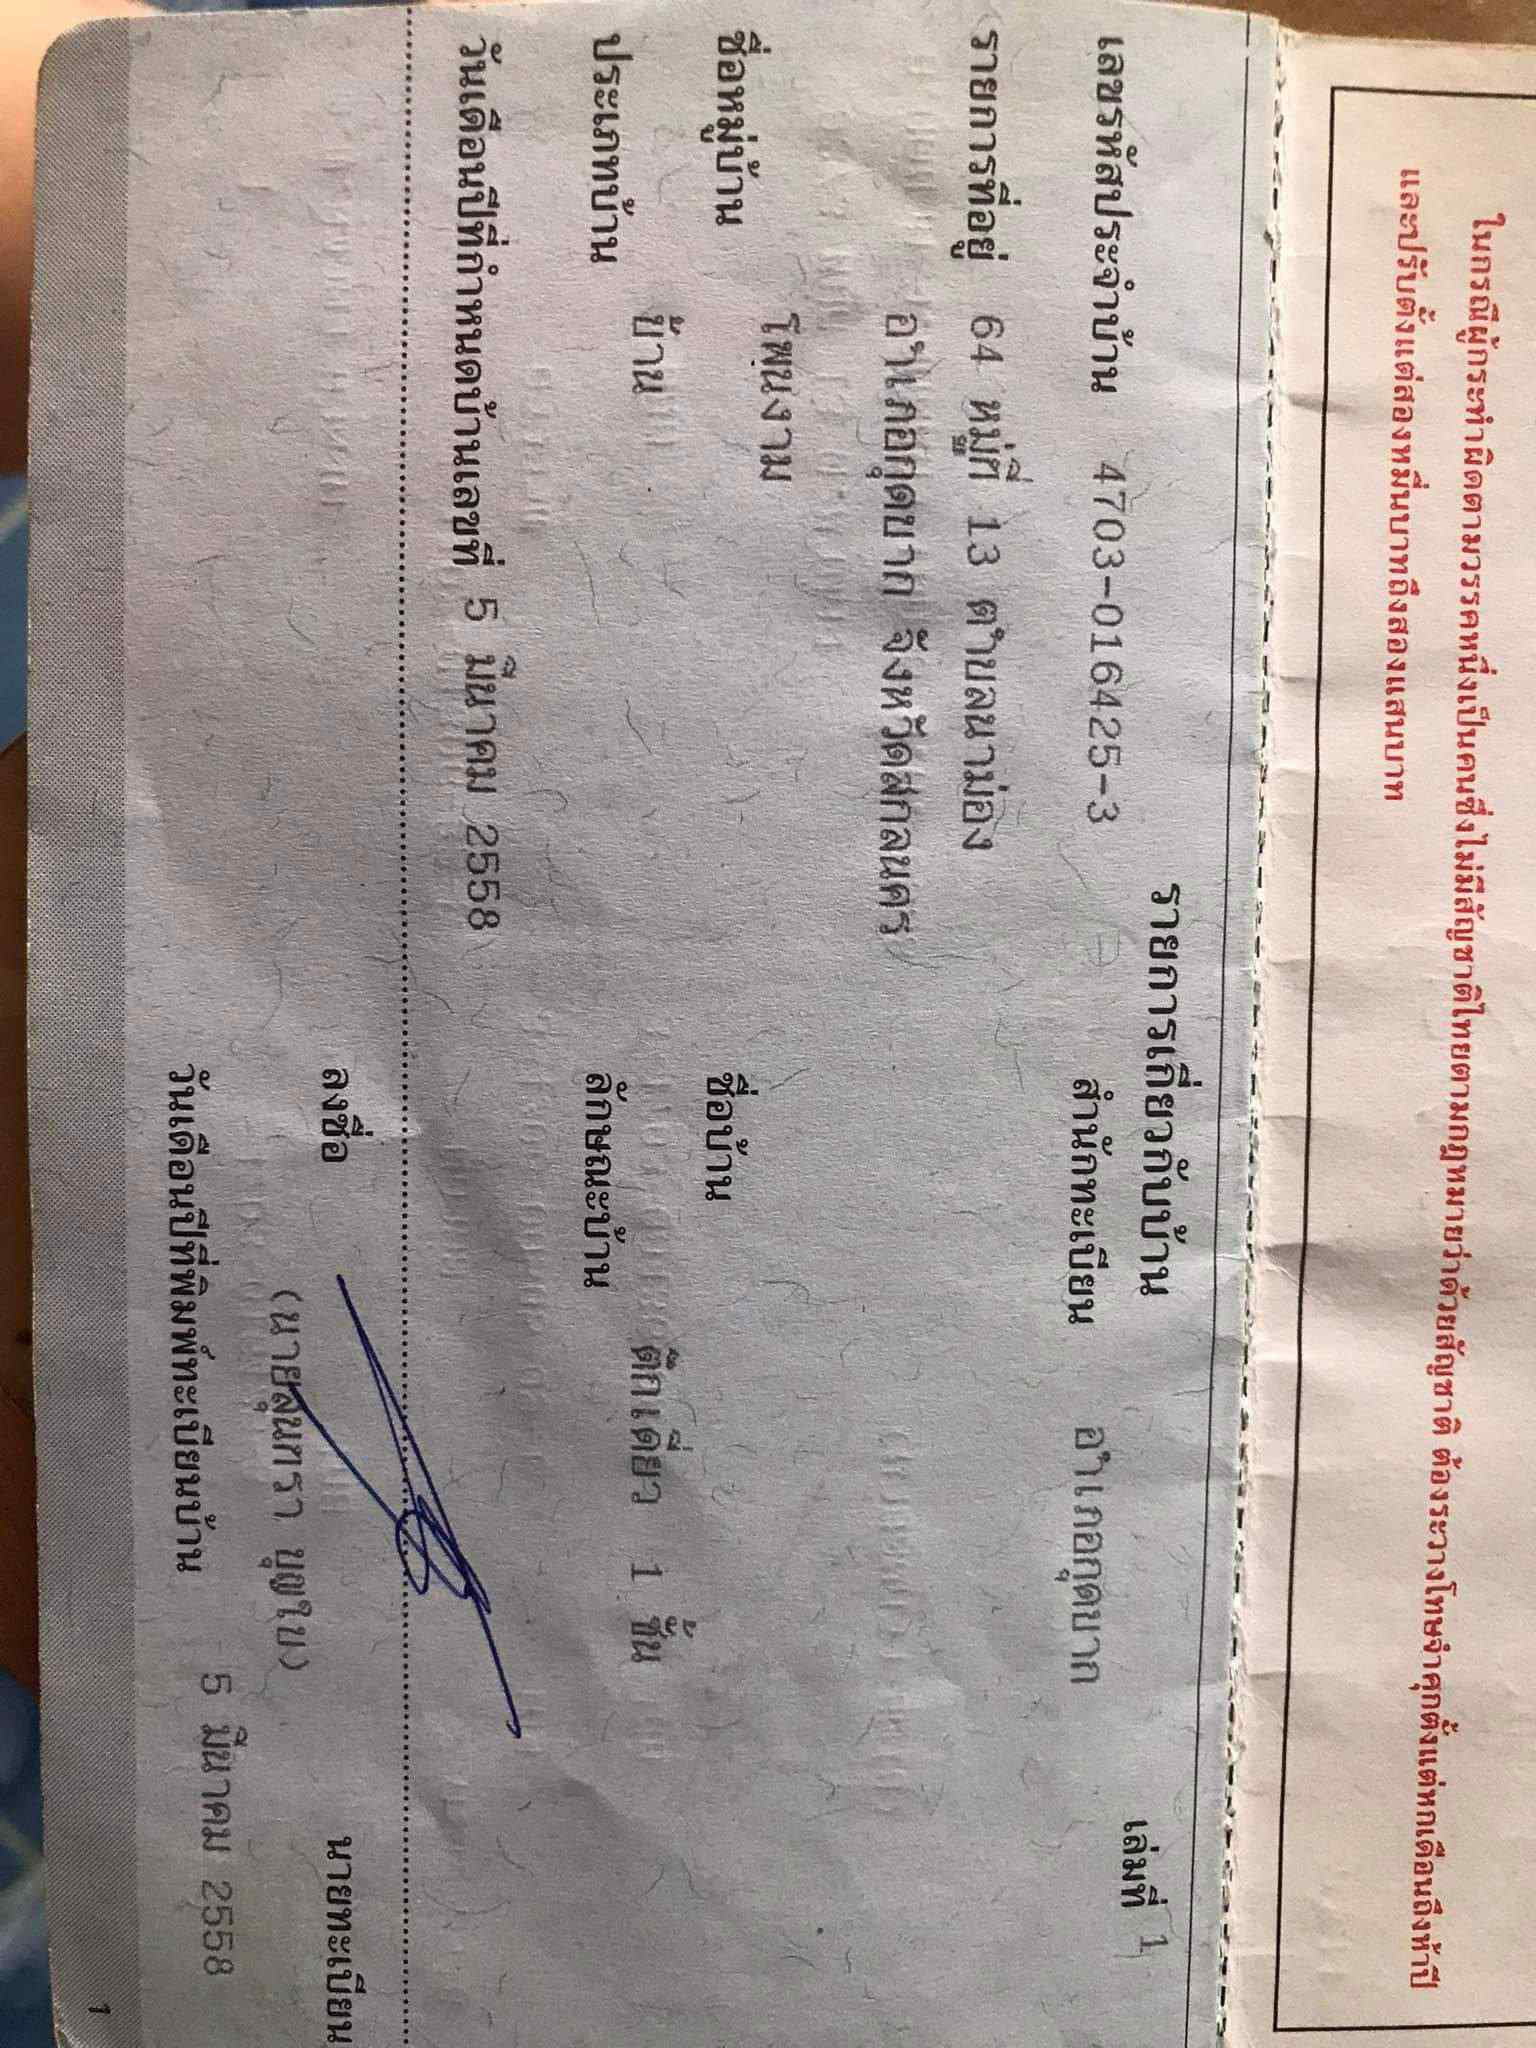 ในกรณีผู้กระทำผิดตามวรรคหนึ่งเป็นคนซึ่งไม่มีสัญชาติไทยตามกฎหมายว่าด้วยสัญชาติ ต้องระวางโทษจำคุกตั้งแต่หกเดือนถึงห้าปี
และปรับตั้งแต่สองหมื่นบาทถึงสองแสนบาท
รายการเกี่ยวกับบ้าน เล่มที่ 1
เลขรหัสประจำบ้าน 4703-016425-3 สำนักทะเบียน อำเภอกุดบาก
รายการที่อยู่ 64 หมู่ที่ 13 ตำบลนาม่อง
อำเภอกุดบาก จังหวัดสกลนคร
ชื่อหมู่บ้าน โพนงาม ชื่อบ้าน
ประเภทบ้าน บ้าน ลักษณะบ้าน ตึกเดี่ยว 1 ชั้น
วันเดือนปีที่กำหนดบ้านเลขที่ 5 มีนาคม 2558
ลงชื่อ นายทะเบียน
(นายสุนทรา บุญใบ)
วันเดือนปีที่พิมพ์ทะเบียนบ้าน 5 มีนาคม 2558
1